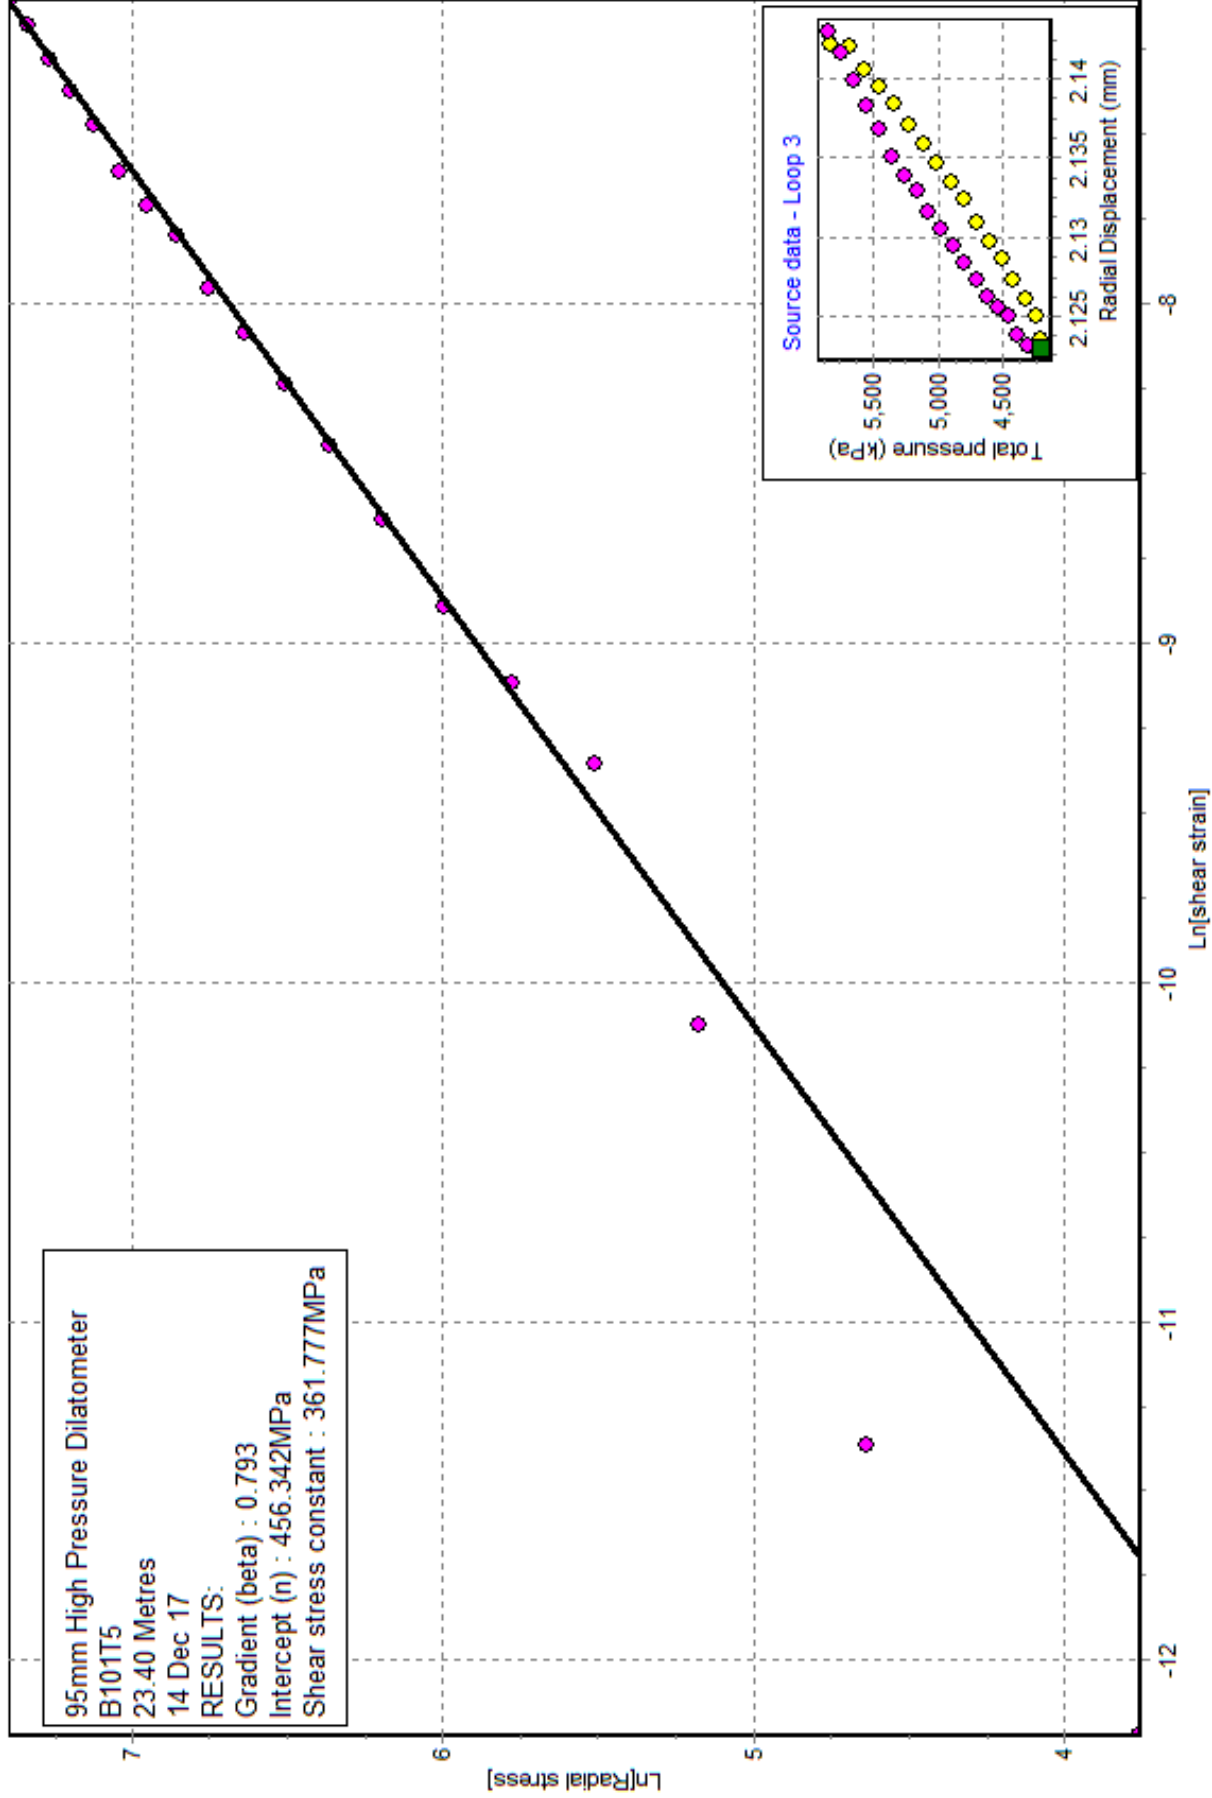 95mm High Pressure Dilatometer
B101T5
23.40 Metres
14 Dec 17
RESULTS:
Gradient (beta) : 0.793
Intercept (n) : 456.342MPa
Shear stress constant : 361.777MPa
Ln[Radial stress]
7
6
5
4
-12
-11
-10
-9
-8
Ln[shear strain]
Source data - Loop 3
Total pressure (kPa)
5,500
5,000
4,500
2.125
2.13
2.135
2.14
Radial Displacement (mm)